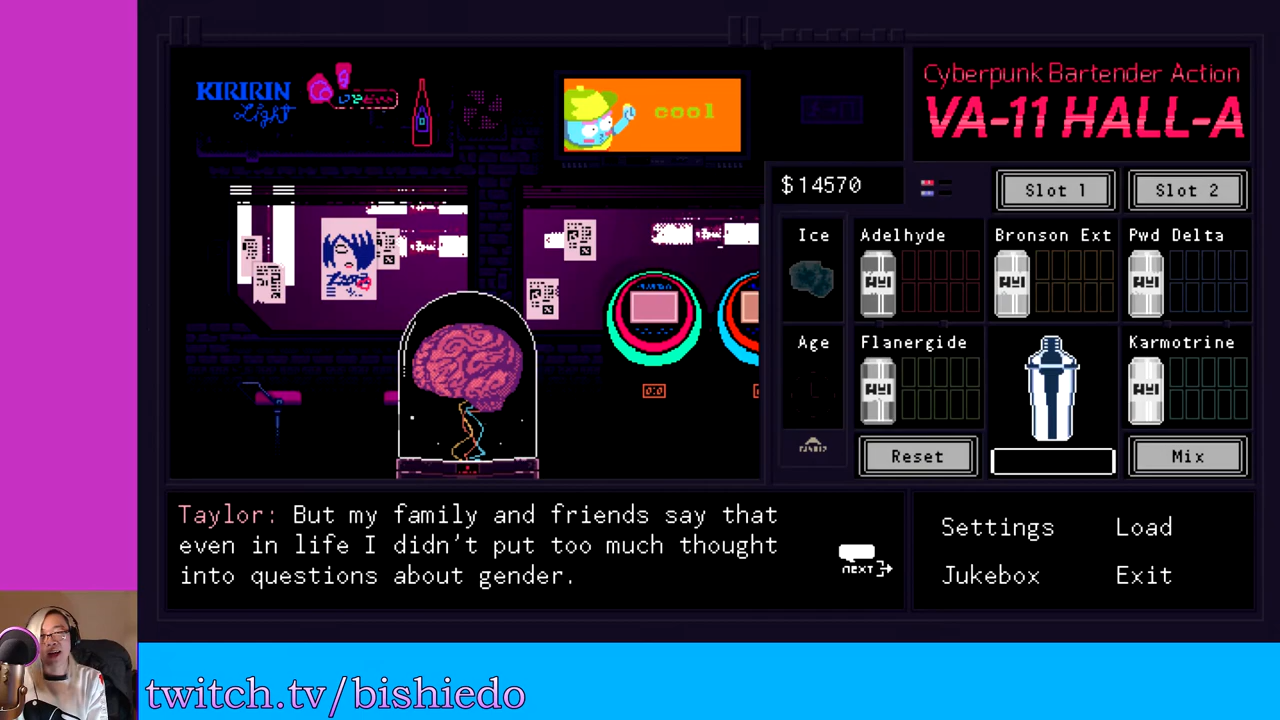 KIRIRIN
Light
cool
Cyberpunk Bartender Action
VA-11 HALL-A
$14570
Slot 1
Slot 2
Ice
Adelhyde
Bronson Ext
Pwd Delta
Age
Flanergide
Karmotrine
Reset
Mix
Taylor: But my family and friends say that
even in life I didn't put too much thought
into questions about gender.
NEXT
Settings
Load
Jukebox
Exit
twitch.tv/bishiedo